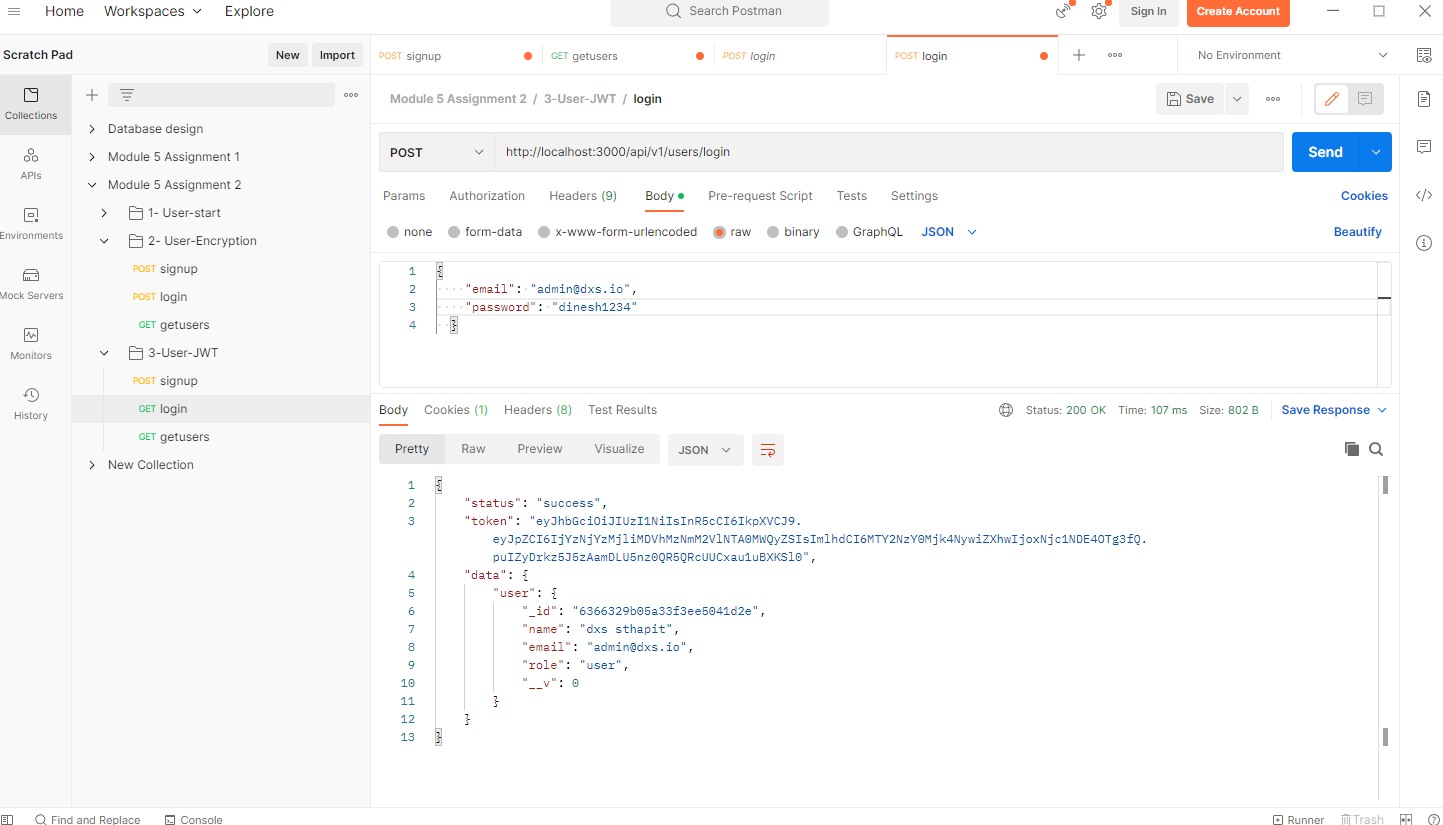 Home Workspaces Explore Search Postman Sign In Create Account
Scratch Pad New Import POST signup GET getusers POST login POST login No Environment
Collections
APIs
Environments
Mock Servers
Monitors
History
Database design
Module 5 Assignment 1
Module 5 Assignment 2
1- User-start
2- User-Encryption
POST signup
POST login
GET getusers
3-User-JWT
POST signup
GET login
GET getusers
New Collection
Module 5 Assignment 2 / 3-User-JWT / login Save
POST http://localhost:3000/api/v1/users/login Send
Params Authorization Headers (9) Body Pre-request Script Tests Settings Cookies
none form-data x-www-form-urlencoded raw binary GraphQL JSON Beautify
1 {
2 "email": "admin@dxs.io",
3 "password": "dinesh1234"
4 }
Body Cookies (1) Headers (8) Test Results Status: 200 OK Time: 107 ms Size: 802 B Save Response
Pretty Raw Preview Visualize JSON
1 {
2 "status": "success",
3 "token": "eyJhbGciOiJIUzI1NiIsInR5cCI6IkpXVCJ9.
eyJpZCI6IjYzNjYzMjliMDVhMzNmM2VlNTA0MWQyZSIsImlhdCI6MTY2NzY0Mjk4NywiZXhwIjoxNjc1NDE4OTg3fQ.
puIZyDrkz5J5zAamDLU5nz0QR5QRcUUCxau1uBXKSl0",
4 "data": {
5 "user": {
6 "_id": "6366329b05a33f3ee5041d2e",
7 "name": "dxs sthapit",
8 "email": "admin@dxs.io",
9 "role": "user",
10 "__v": 0
11 }
12 }
13 }
Find and Replace Console Runner Trash